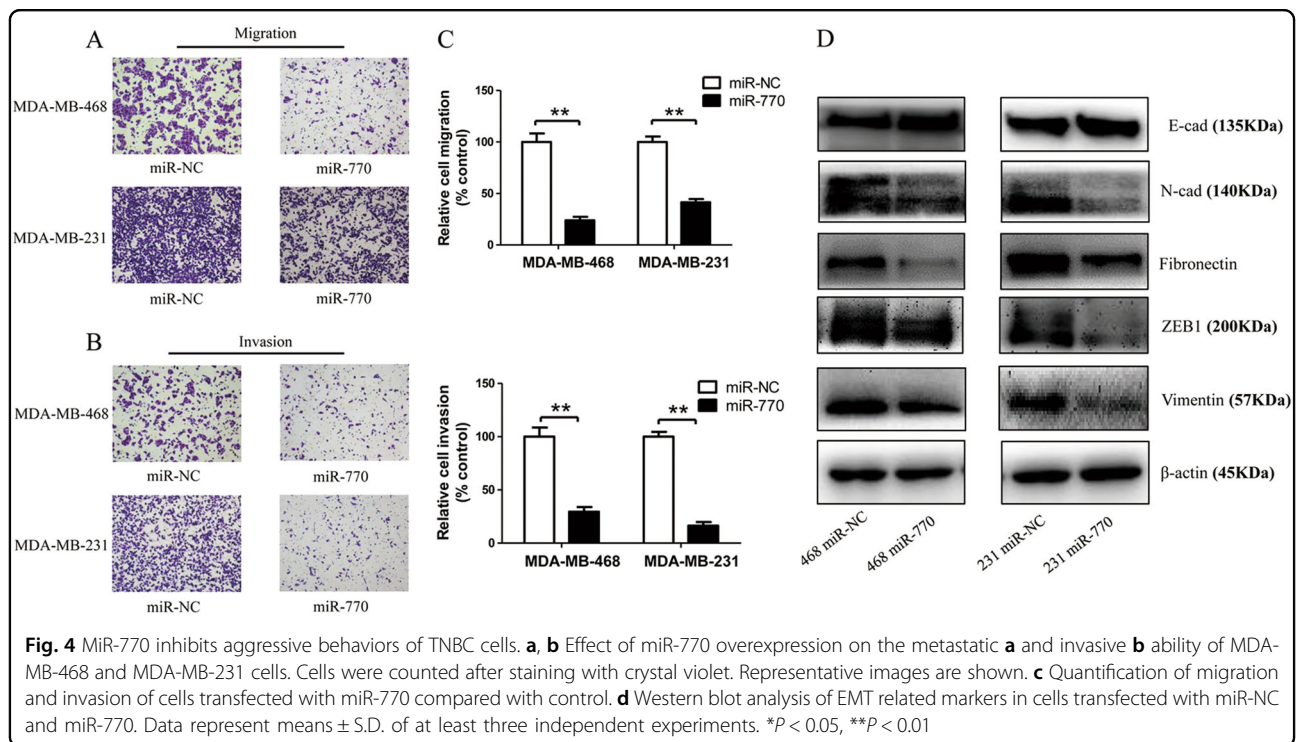 A
Migration
MDA-MB-468
miR-NC
miR-770
MDA-MB-231
miR-NC
miR-770
B
Invasion
MDA-MB-468
miR-NC
miR-770
MDA-MB-231
miR-NC
miR-770
C
miR-NC
miR-770
Relative cell migration
(% control)
150
100
50
0
**
**
MDA-MB-468
MDA-MB-231
miR-NC
miR-770
Relative cell invasion
(% control)
150
100
50
0
**
**
MDA-MB-468
MDA-MB-231
D
E-cad (135KDa)
N-cad (140KDa)
Fibronectin
ZEB1 (200KDa)
Vimentin (57KDa)
β-actin (45KDa)
468 miR-NC
468 miR-770
231 miR-NC
231 miR-770
Fig. 4 MiR-770 inhibits aggressive behaviors of TNBC cells. a, b Effect of miR-770 overexpression on the metastatic a and invasive b ability of MDA-
MB-468 and MDA-MB-231 cells. Cells were counted after staining with crystal violet. Representative images are shown. c Quantification of migration
and invasion of cells transfected with miR-770 compared with control. d Western blot analysis of EMT related markers in cells transfected with miR-NC
and miR-770. Data represent means ± S.D. of at least three independent experiments. *P < 0.05, **P < 0.01